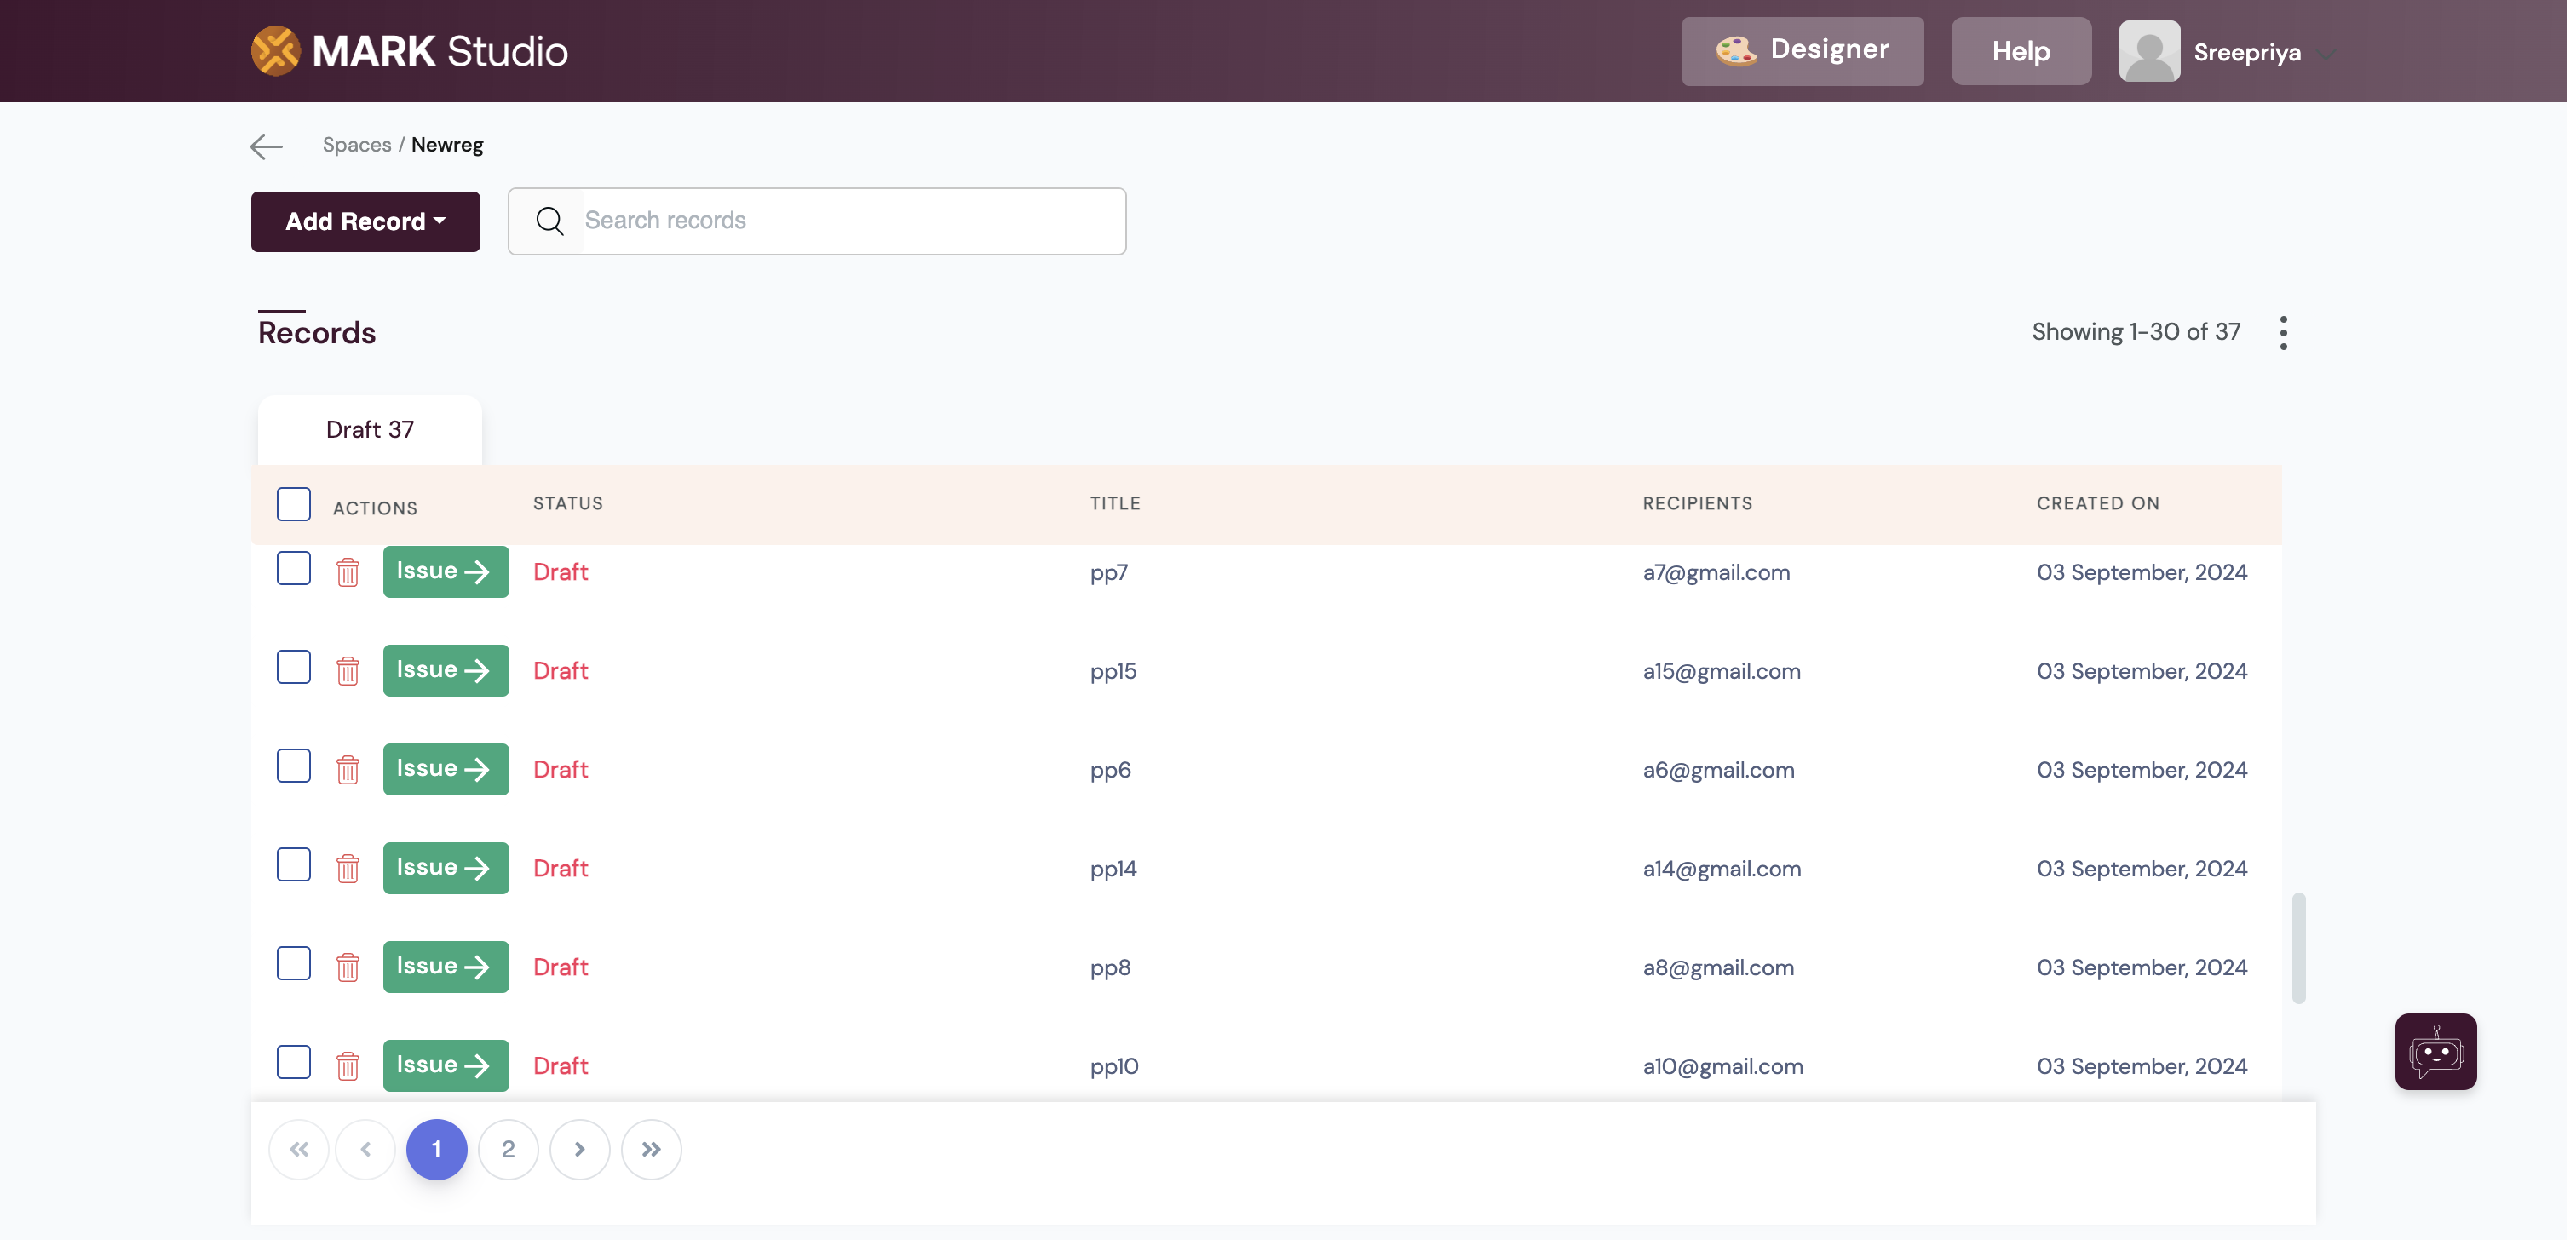 MARK Studio
Designer
Help
Sreepriya
Spaces / Newreg
Add Record
Search records
Records
Showing 1-30 of 37
Draft 37
ACTIONS STATUS TITLE RECIPIENTS CREATED ON
Issue Draft pp7 a7@gmail.com 03 September, 2024
Issue Draft pp15 a15@gmail.com 03 September, 2024
Issue Draft pp6 a6@gmail.com 03 September, 2024
Issue Draft pp14 a14@gmail.com 03 September, 2024
Issue Draft pp8 a8@gmail.com 03 September, 2024
Issue Draft pp10 a10@gmail.com 03 September, 2024
« ‹ 1 2 › »